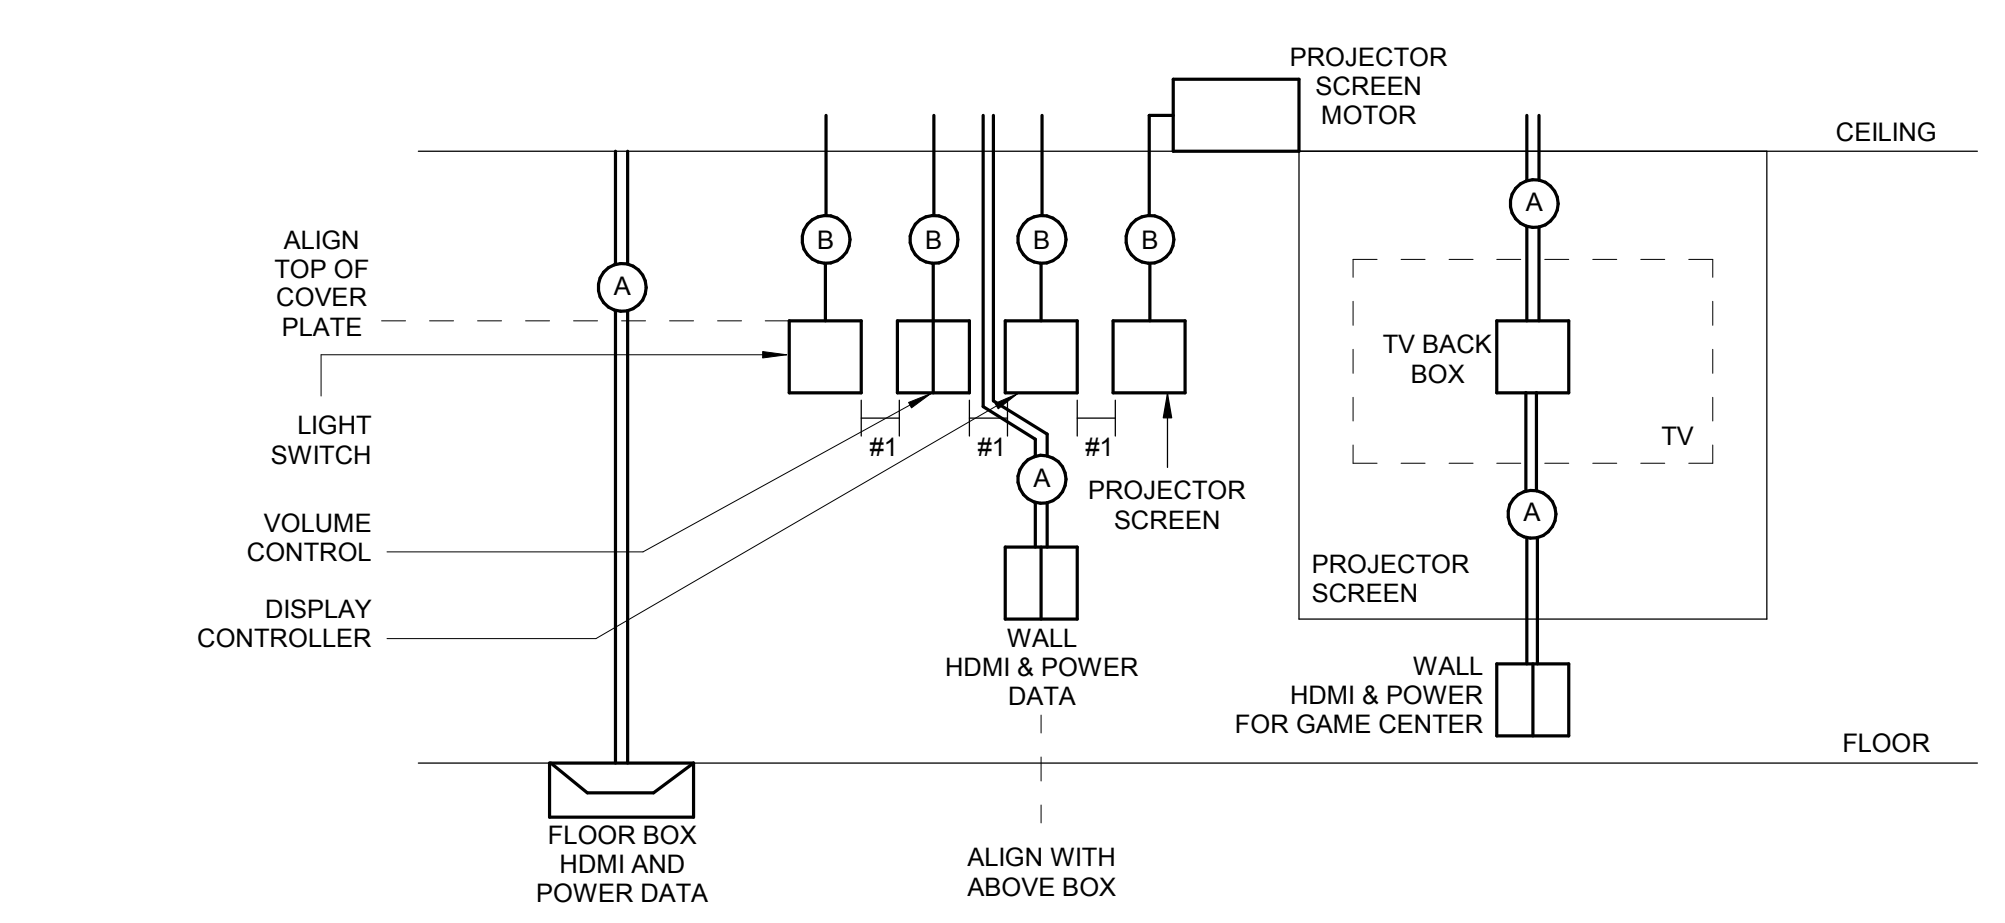 PROJECTOR
SCREEN
MOTOR
CEILING
A
B
B
B
B
A
ALIGN
TOP OF
COVER
PLATE
LIGHT
SWITCH
TV BACK
BOX
TV
#1
#1
#1
A
A
PROJECTOR
SCREEN
VOLUME
CONTROL
DISPLAY
CONTROLLER
PROJECTOR
SCREEN
WALL
HDMI & POWER
DATA
WALL
HDMI & POWER
FOR GAME CENTER
FLOOR
FLOOR BOX
HDMI AND
POWER DATA
ALIGN WITH
ABOVE BOX